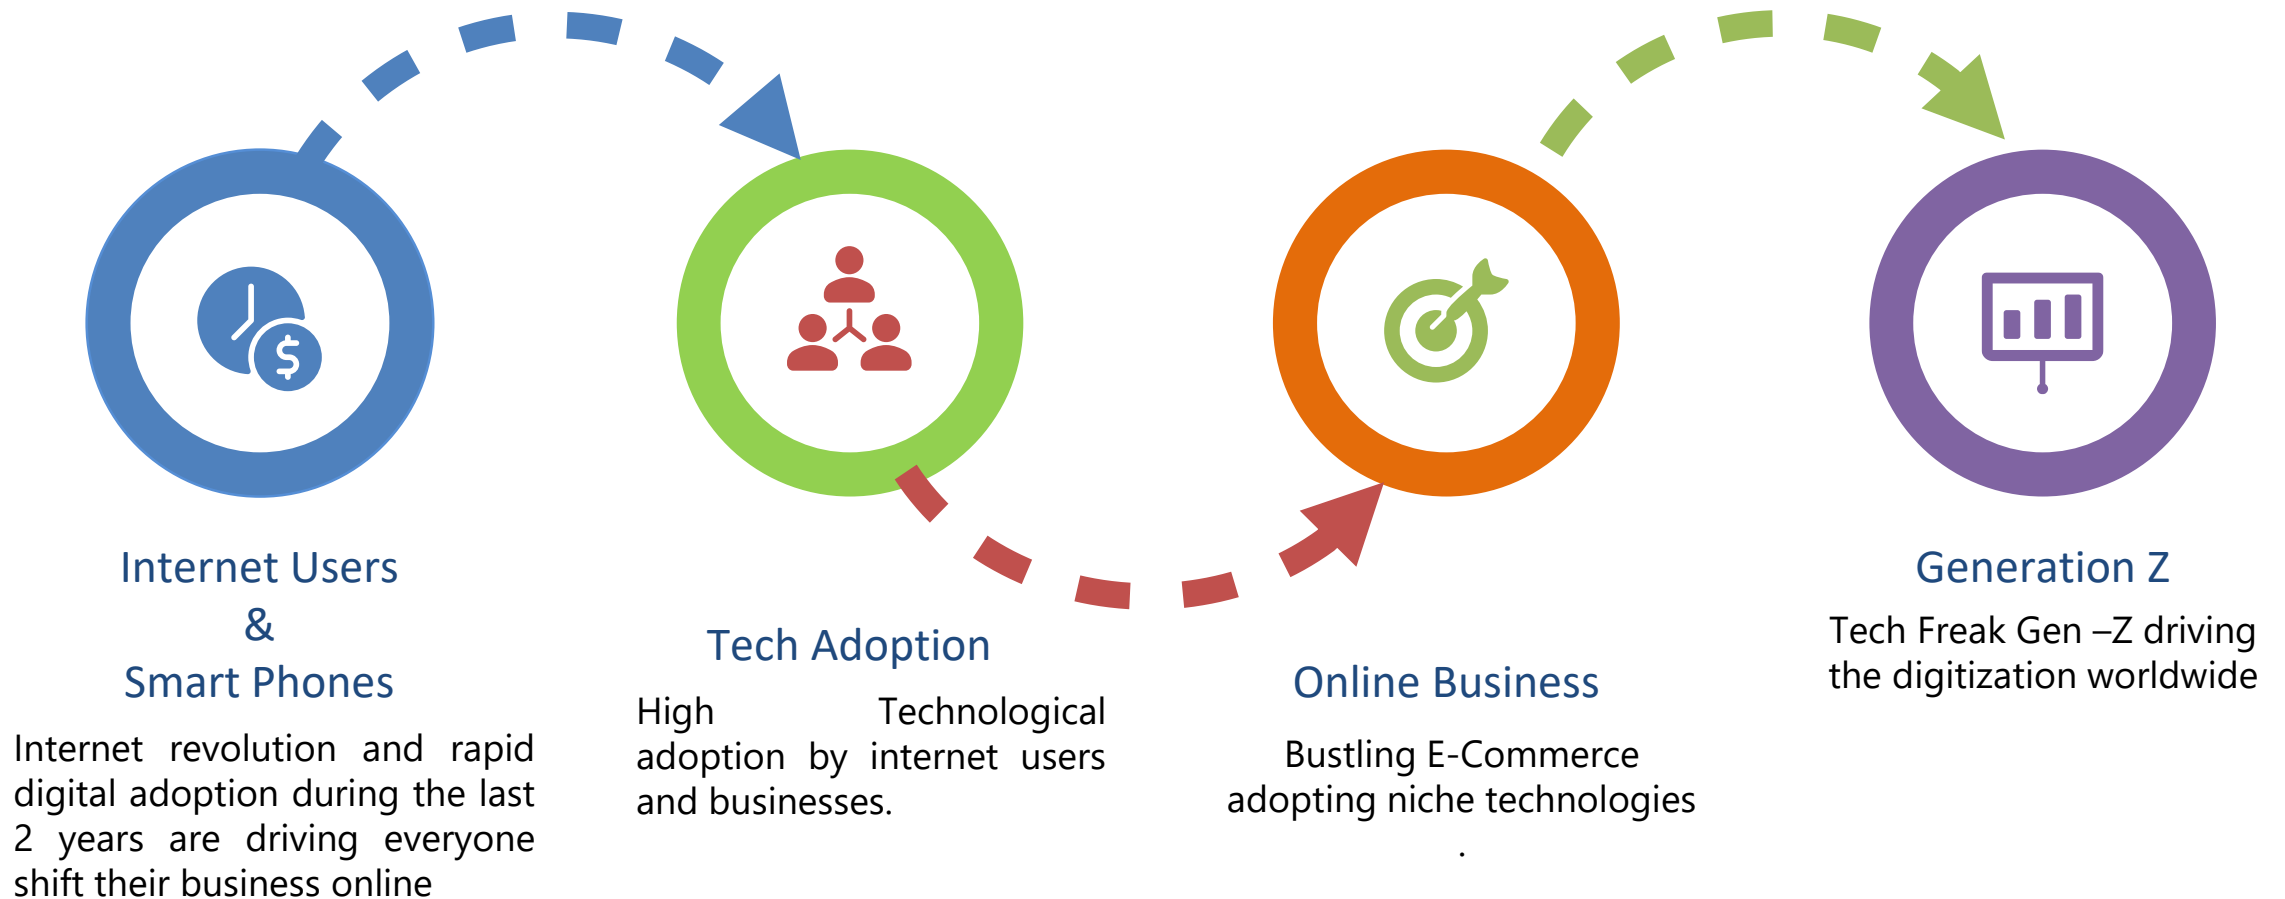 $
Internet Users
&
Smart Phones
Internet revolution and rapid
digital adoption during the last
2 years are driving everyone
shift their business online
Tech Adoption
High Technological
adoption by internet users
and businesses.
Online Business
Bustling E-Commerce
adopting niche technologies
.
Generation Z
Tech Freak Gen –Z driving
the digitization worldwide